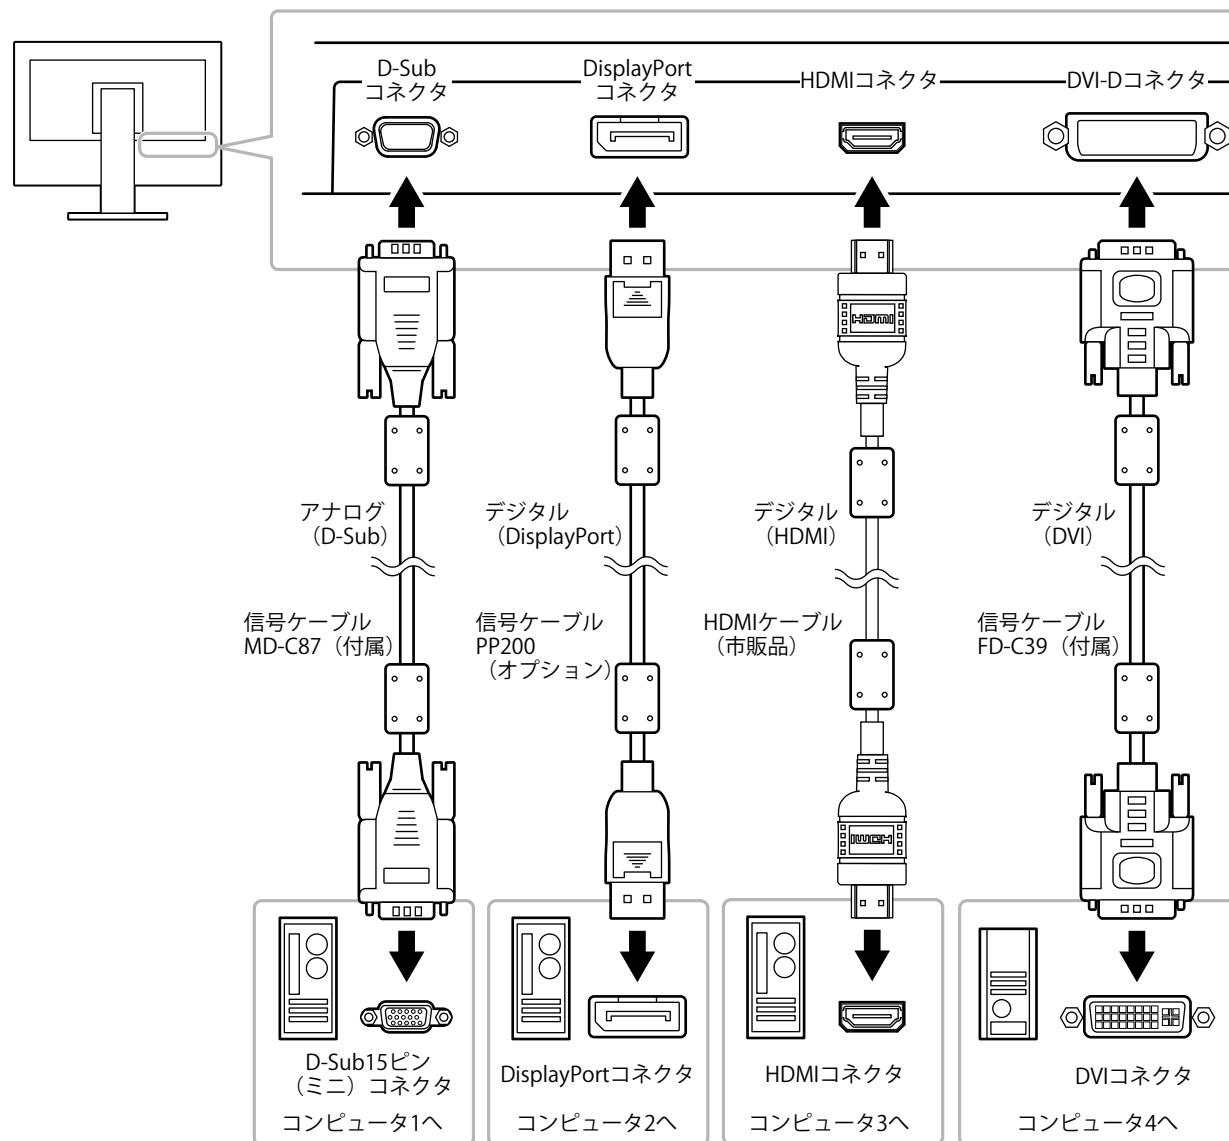 D-Sub
コネクタ
DisplayPort
コネクタ
HDMIコネクタ
DVI-Dコネクタ
HDMI
アナログ
（D-Sub）
デジタル
（DisplayPort）
デジタル
（HDMI）
デジタル
（DVI）
信号ケーブル
MD-C87（付属）
信号ケーブル
PP200
（オプション）
HDMIケーブル
（市販品）
信号ケーブル
FD-C39（付属）
HDMI
D-Sub15ピン
（ミニ）コネクタ
DisplayPortコネクタ
HDMIコネクタ
DVIコネクタ
コンピュータ1へ
コンピュータ2へ
コンピュータ3へ
コンピュータ4へ